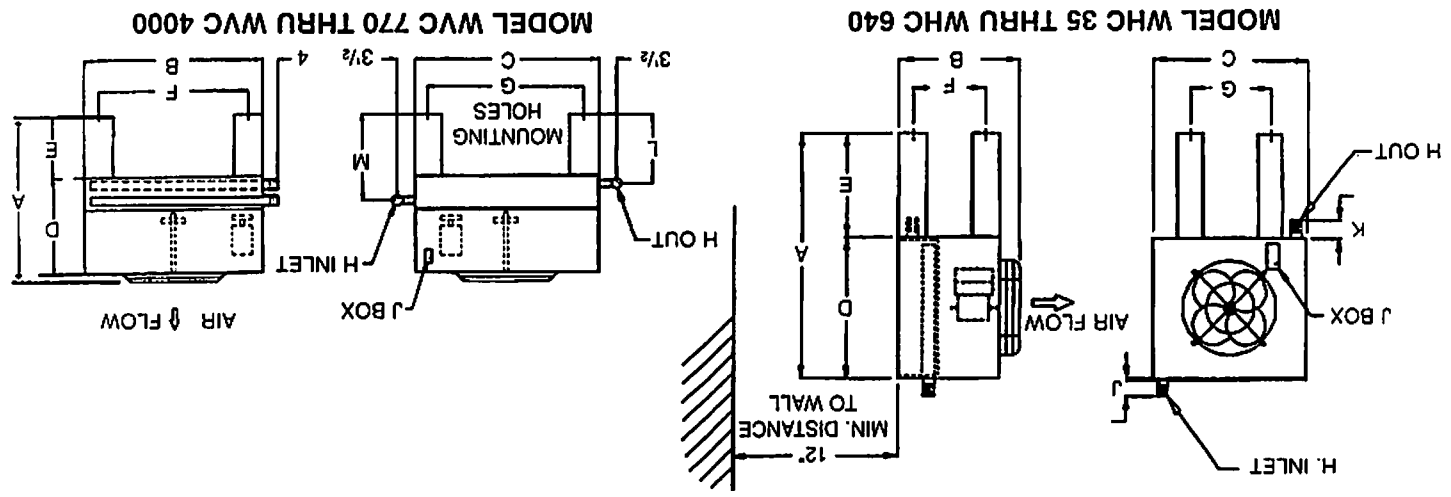 H. INLET
J
J BOX
K
H OUT
G
C
12"
MIN. DISTANCE
TO WALL
AIR FLOW
D
A
E
F
B
MODEL WHC 35 THRU WHC 640
J BOX
H OUT
H INLET
L
M
MOUNTING
HOLES
G
3½
C
3½
AIR FLOW
D
A
E
F
4
B
MODEL WVC 770 THRU WVC 4000